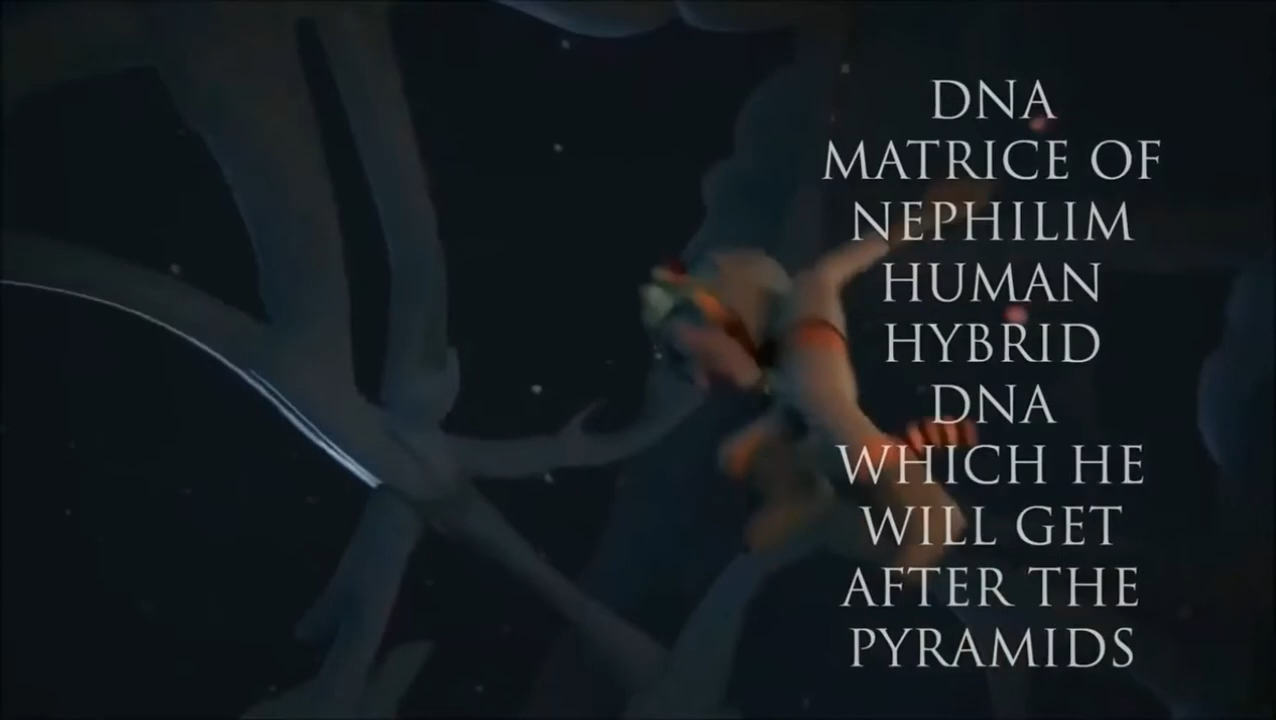 DNA
MATRICE OF
NEPHILIM
HUMAN
HYBRID
DNA
WHICH HE
WILL GET
AFTER THE
PYRAMIDS